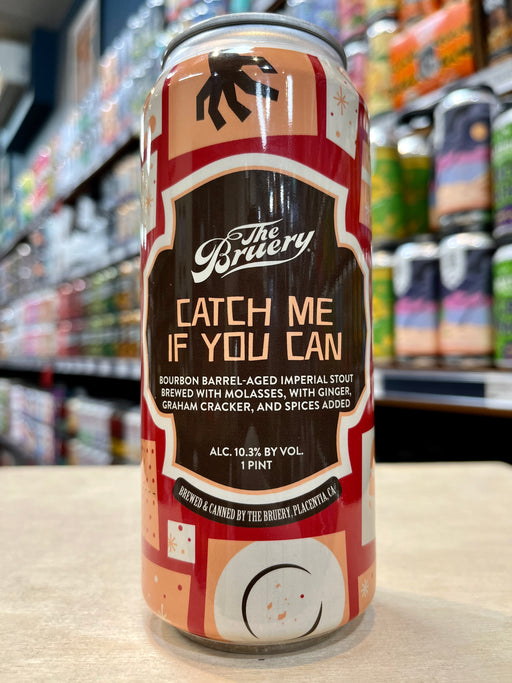 The
Bruery
CATCH ME
IF YOU CAN
BOURBON BARREL-AGED IMPERIAL STOUT
BREWED WITH MOLASSES, WITH GINGER,
GRAHAM CRACKER, AND SPICES ADDED
ALC. 10.3% BY VOL.
1 PINT
BREWED & CANNED BY THE BRUERY, PLACENTIA, CA